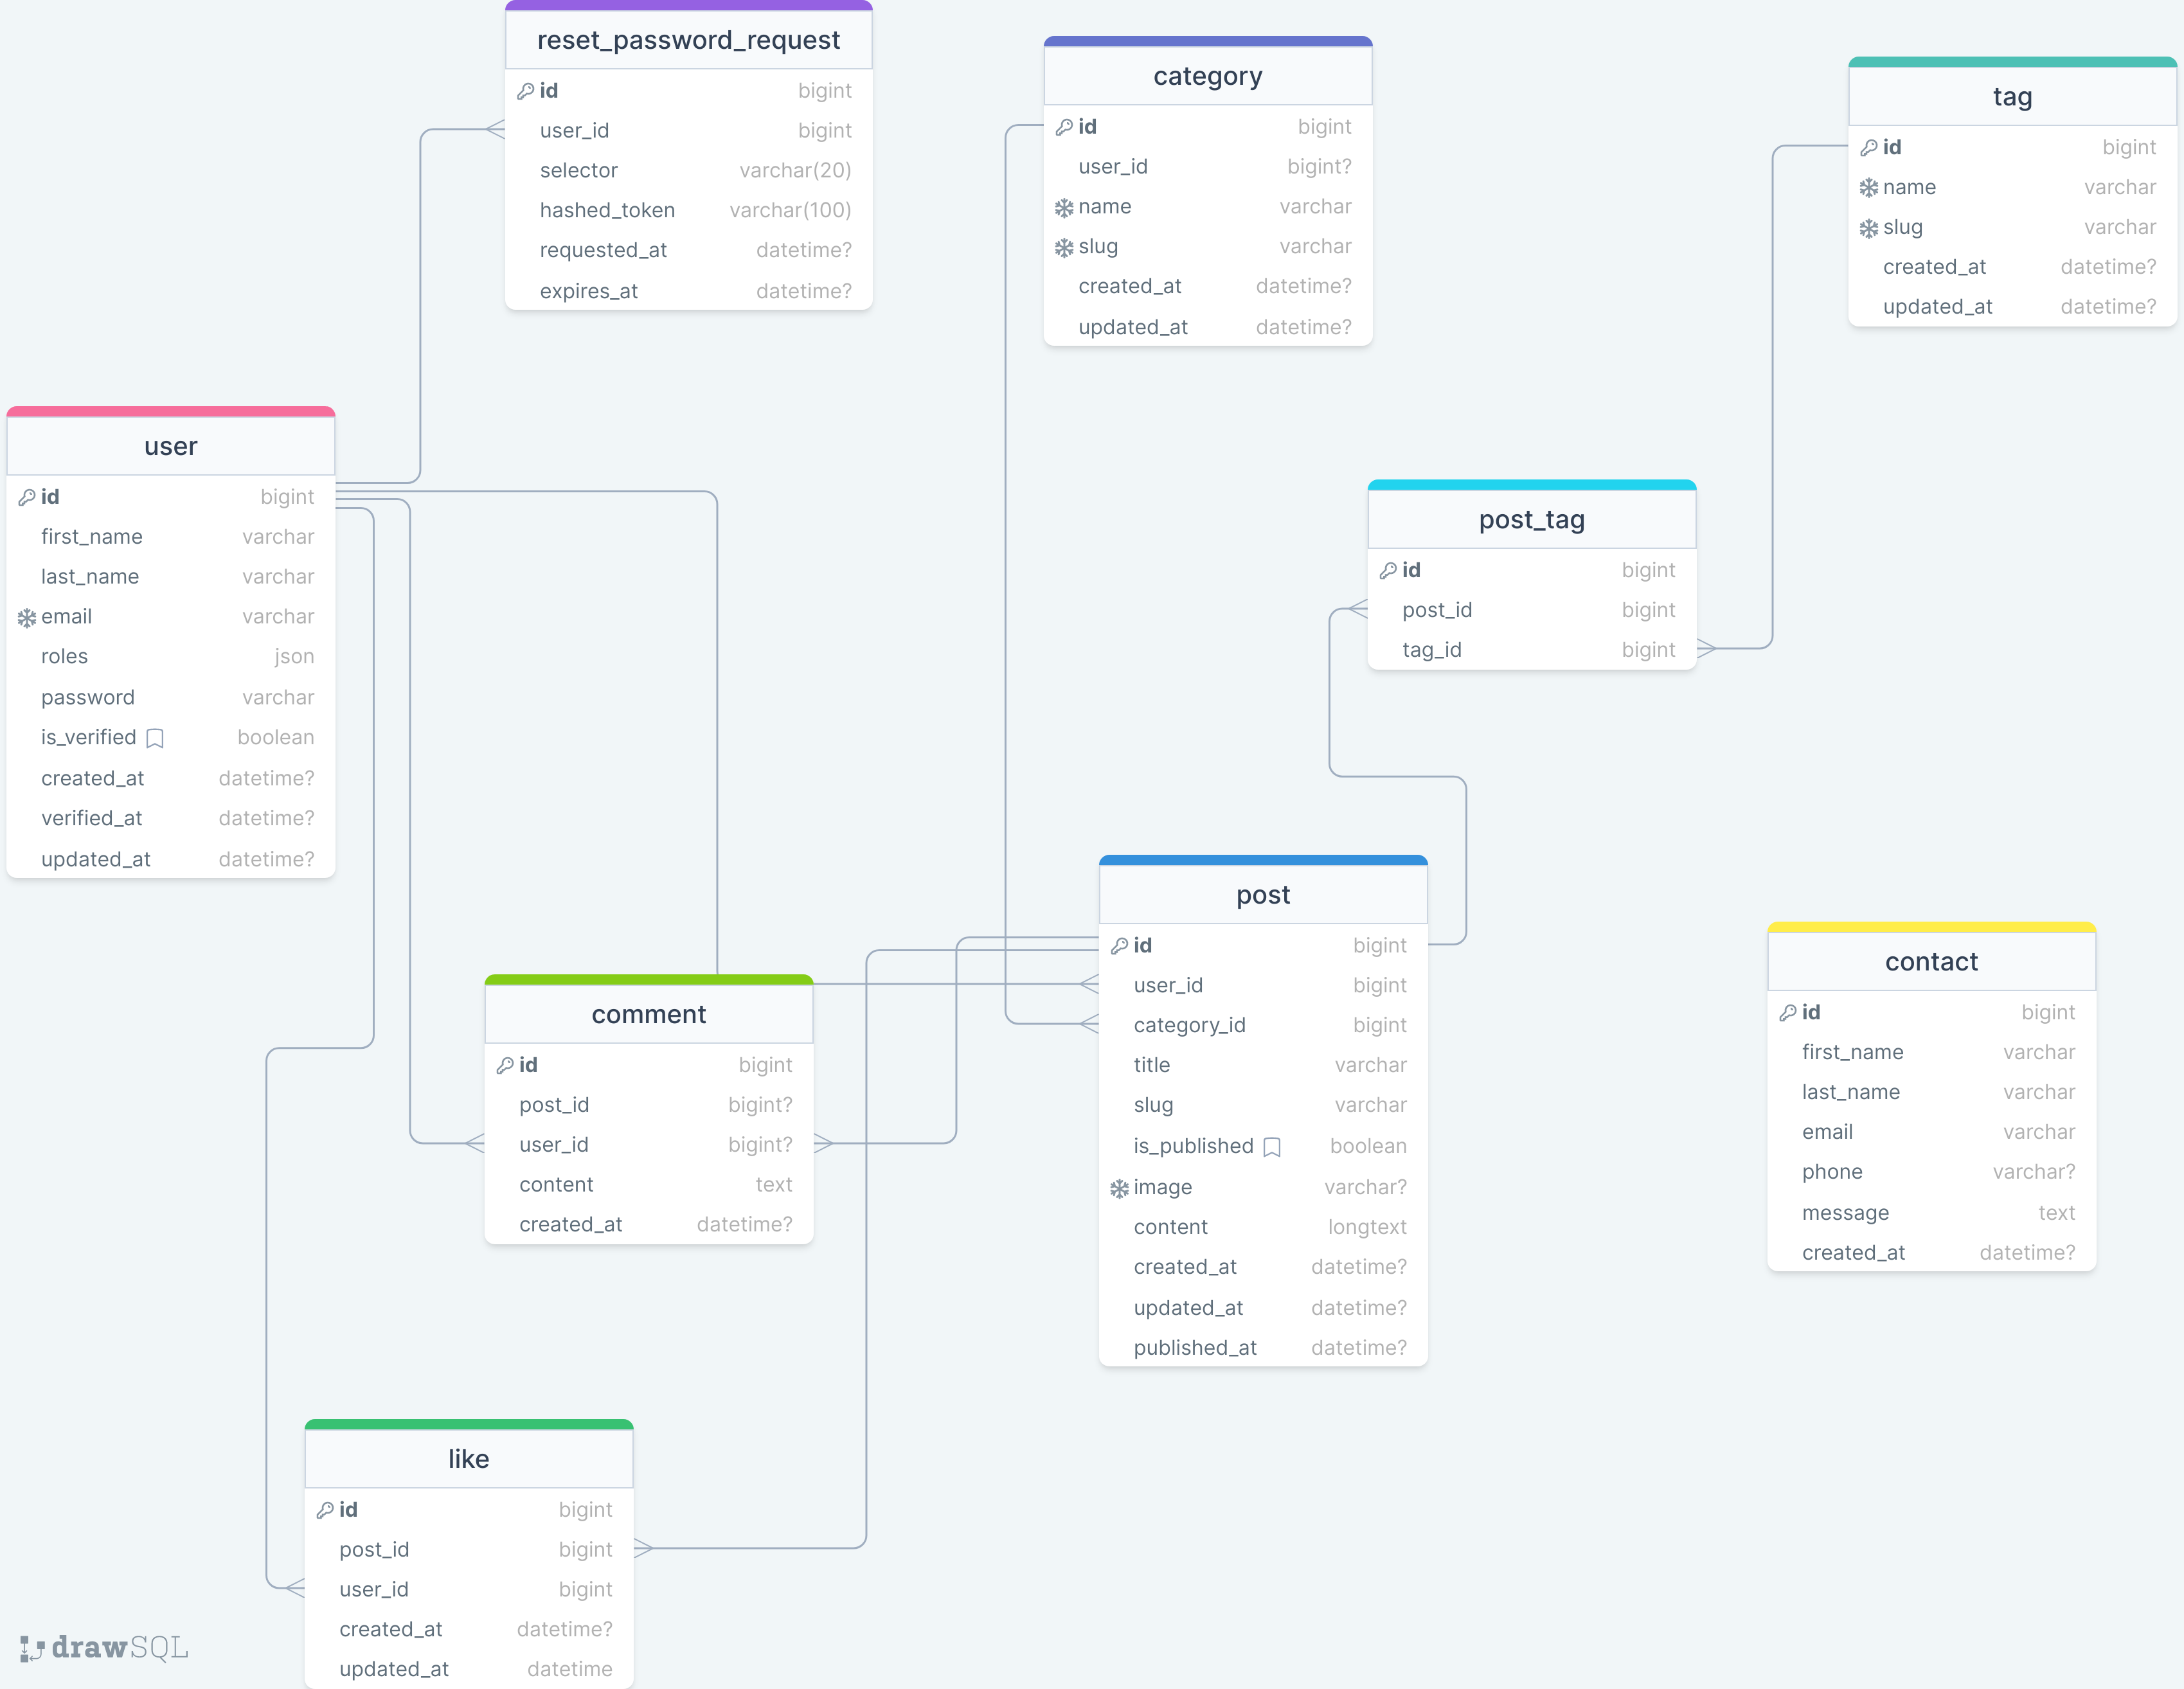 reset_password_request
id bigint
user_id bigint
selector varchar(20)
hashed_token varchar(100)
requested_at datetime?
expires_at datetime?
category
id bigint
user_id bigint?
name varchar
slug varchar
created_at datetime?
updated_at datetime?
tag
id bigint
name varchar
slug varchar
created_at datetime?
updated_at datetime?
user
id bigint
first_name varchar
last_name varchar
email varchar
roles json
password varchar
is_verified boolean
created_at datetime?
verified_at datetime?
updated_at datetime?
post_tag
id bigint
post_id bigint
tag_id bigint
post
id bigint
user_id bigint
category_id bigint
title varchar
slug varchar
is_published boolean
image varchar?
content longtext
created_at datetime?
updated_at datetime?
published_at datetime?
contact
id bigint
first_name varchar
last_name varchar
email varchar
phone varchar?
message text
created_at datetime?
comment
id bigint
post_id bigint?
user_id bigint?
content text
created_at datetime?
like
id bigint
post_id bigint
user_id bigint
created_at datetime?
updated_at datetime
drawSQL